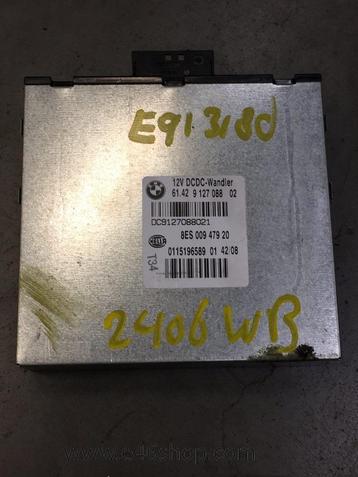 E91 318d
BMW
12V DCDC-Wandler
61.42 9 127 088 02
DC9127088021
8ES 009 479 20
HELLA
0115196589 01 42/08
T34
2406 WB
www.e46shop.com